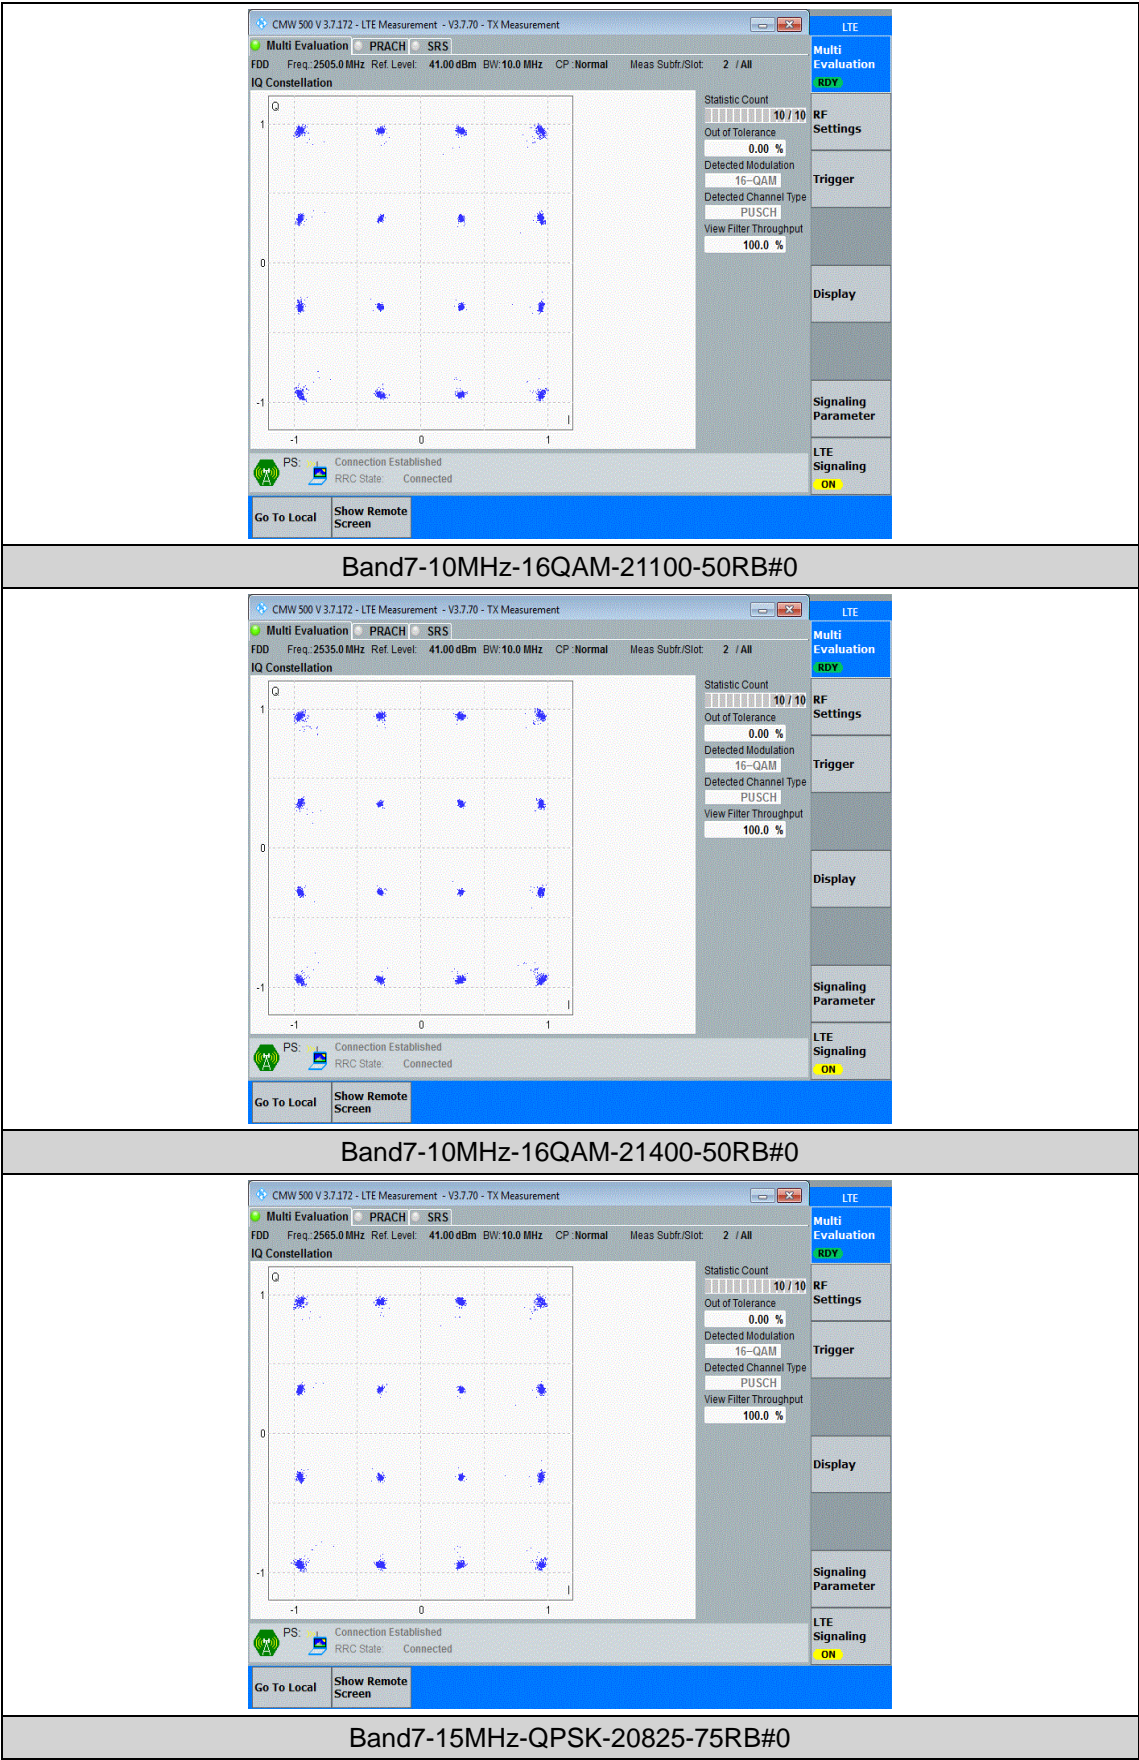 CMW 500 V 3.7.172 - LTE Measurement - V3.7.70 - TX Measurement
LTE
Multi Evaluation PRACH SRS
Multi
Evaluation
RDY
FDD Freq.: 2505.0 MHz Ref. Level: 41.00 dBm BW: 10.0 MHz CP : Normal Meas Subfr./Slot: 2 / All
IQ Constellation
Q
1
0
-1
-1 0 1
I
Statistic Count
10 / 10
Out of Tolerance
0.00 %
Detected Modulation
16-QAM
Detected Channel Type
PUSCH
View Filter Throughput
100.0 %
RF
Settings
Trigger
Display
Signaling
Parameter
LTE
Signaling
ON
PS: Connection Established
RRC State: Connected
Go To Local
Show Remote
Screen
Band7-10MHz-16QAM-21100-50RB#0
CMW 500 V 3.7.172 - LTE Measurement - V3.7.70 - TX Measurement
LTE
Multi Evaluation PRACH SRS
Multi
Evaluation
RDY
FDD Freq.: 2535.0 MHz Ref. Level: 41.00 dBm BW: 10.0 MHz CP : Normal Meas Subfr./Slot: 2 / All
IQ Constellation
Q
1
0
-1
-1 0 1
I
Statistic Count
10 / 10
Out of Tolerance
0.00 %
Detected Modulation
16-QAM
Detected Channel Type
PUSCH
View Filter Throughput
100.0 %
RF
Settings
Trigger
Display
Signaling
Parameter
LTE
Signaling
ON
PS: Connection Established
RRC State: Connected
Go To Local
Show Remote
Screen
Band7-10MHz-16QAM-21400-50RB#0
CMW 500 V 3.7.172 - LTE Measurement - V3.7.70 - TX Measurement
LTE
Multi Evaluation PRACH SRS
Multi
Evaluation
RDY
FDD Freq.: 2565.0 MHz Ref. Level: 41.00 dBm BW: 10.0 MHz CP : Normal Meas Subfr./Slot: 2 / All
IQ Constellation
Q
1
0
-1
-1 0 1
I
Statistic Count
10 / 10
Out of Tolerance
0.00 %
Detected Modulation
16-QAM
Detected Channel Type
PUSCH
View Filter Throughput
100.0 %
RF
Settings
Trigger
Display
Signaling
Parameter
LTE
Signaling
ON
PS: Connection Established
RRC State: Connected
Go To Local
Show Remote
Screen
Band7-15MHz-QPSK-20825-75RB#0